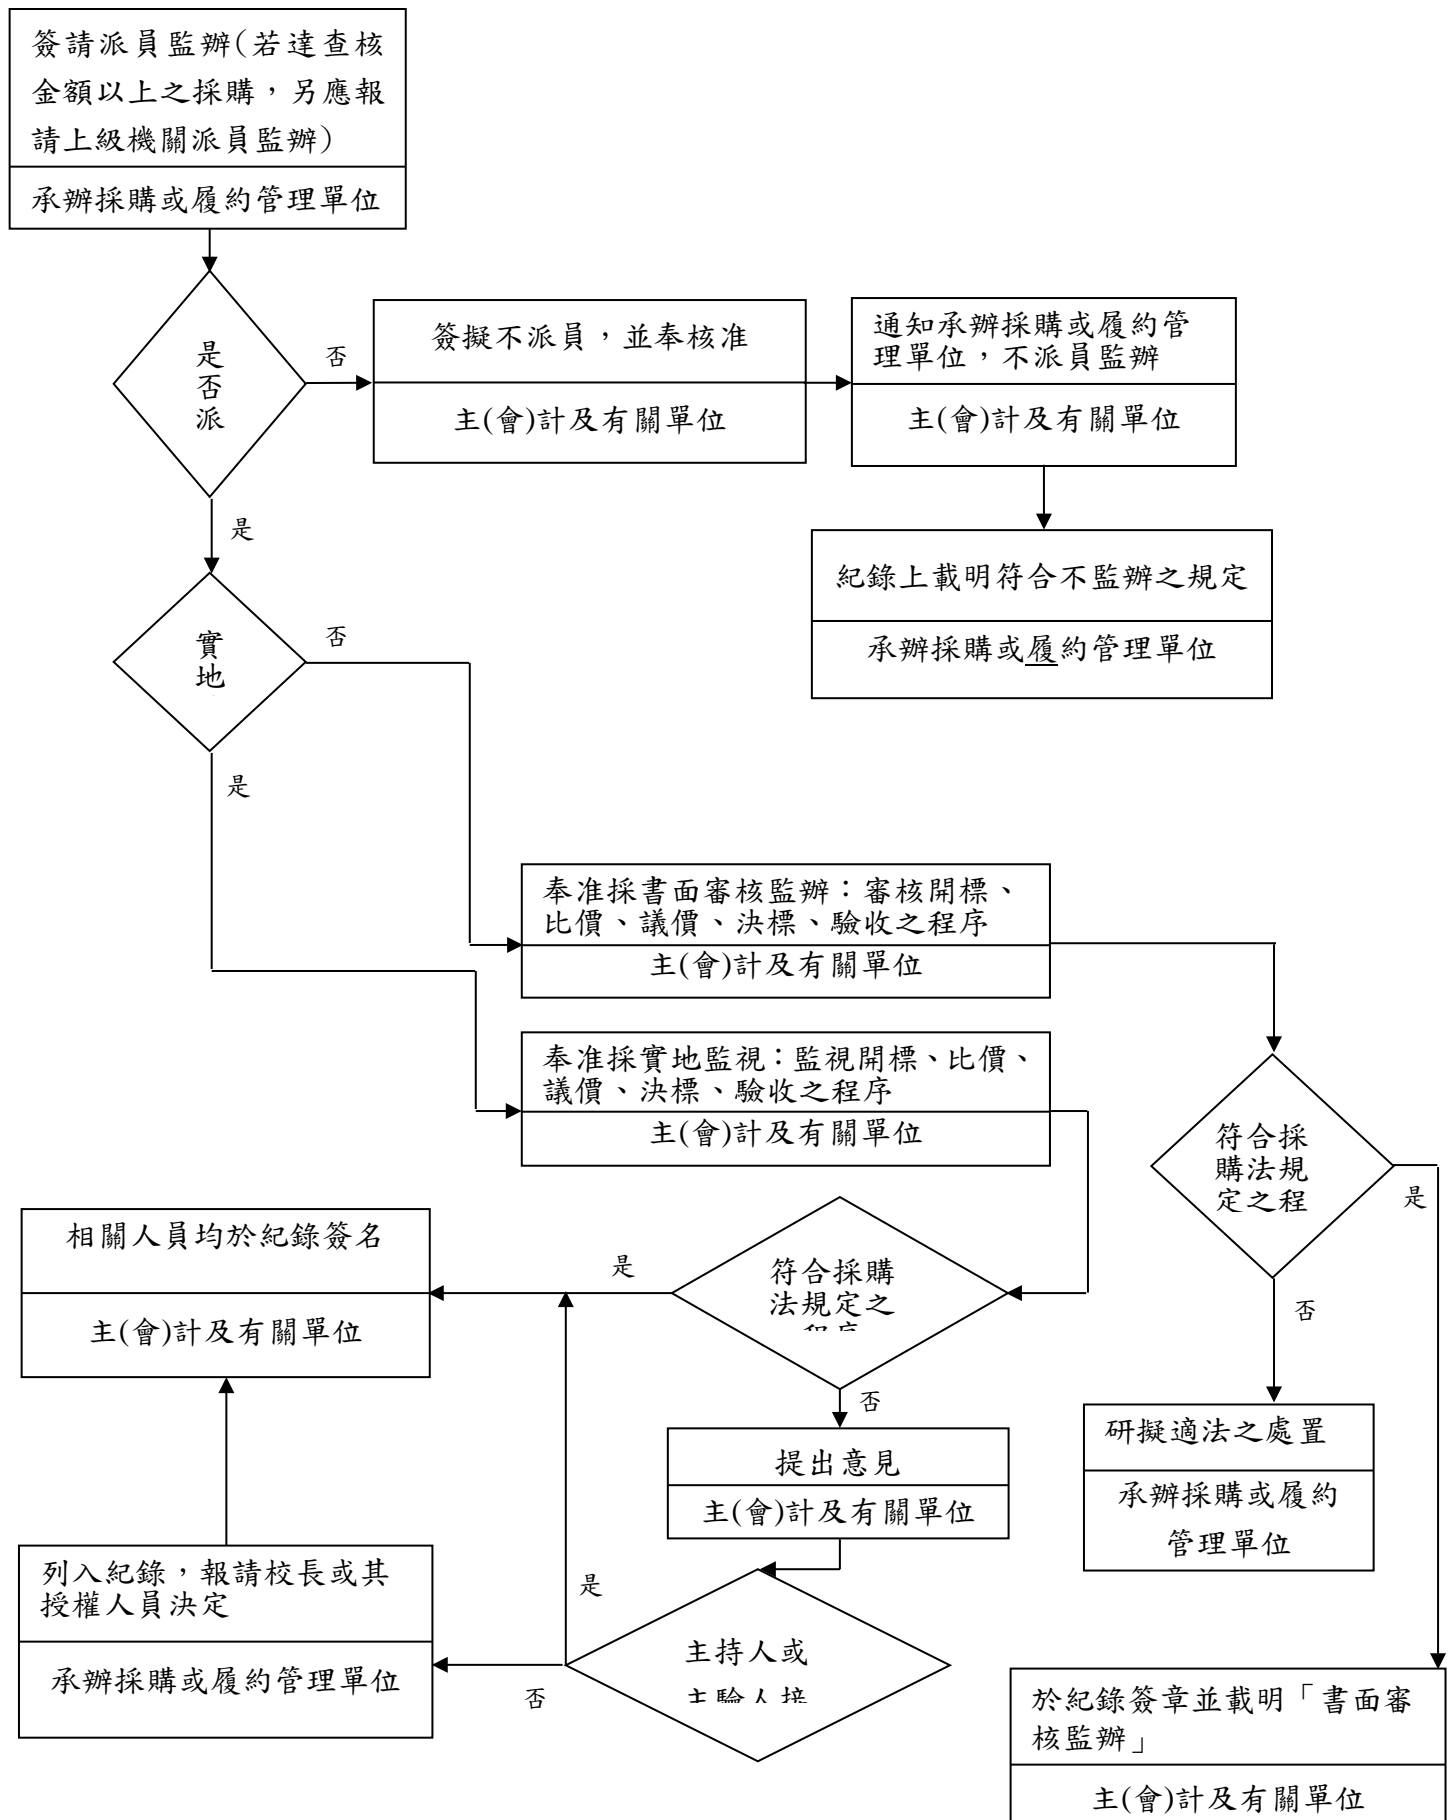 簽請派員監辦(若達查核
金額以上之採購，另應報
請上級機關派員監辦)
承辦採購或履約管理單位
是
否
派
否
簽擬不派員，並奉核准
主(會)計及有關單位
通知承辦採購或履約管
理單位，不派員監辦
主(會)計及有關單位
是
紀錄上載明符合不監辦之規定
承辦採購或履約管理單位
實
地
否
是
奉准採書面審核監辦：審核開標、
比價、議價、決標、驗收之程序
主(會)計及有關單位
奉准採實地監視：監視開標、比價、
議價、決標、驗收之程序
主(會)計及有關單位
符合採
購法規
定之程
是
否
相關人員均於紀錄簽名
主(會)計及有關單位
是
符合採購
法規定之
程序
否
研擬適法之處置
承辦採購或履約
管理單位
提出意見
主(會)計及有關單位
列入紀錄，報請校長或其
授權人員決定
承辦採購或履約管理單位
是
否
主持人或
主驗人接
於紀錄簽章並載明「書面審
核監辦」
主(會)計及有關單位